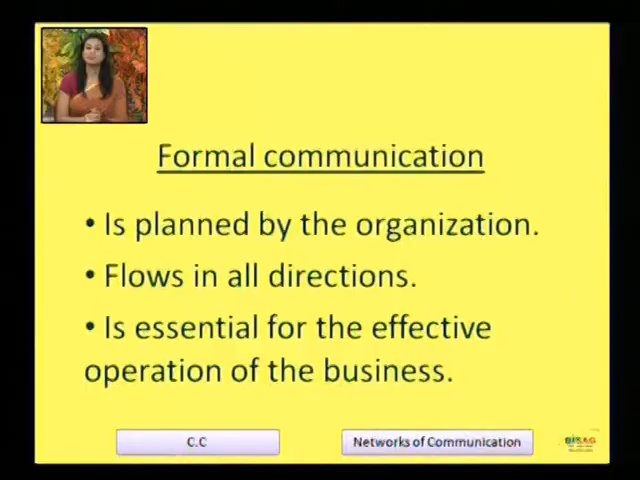 Formal communication
• Is planned by the organization.
• Flows in all directions.
• Is essential for the effective
operation of the business.
C.C
Networks of Communication
BISAG